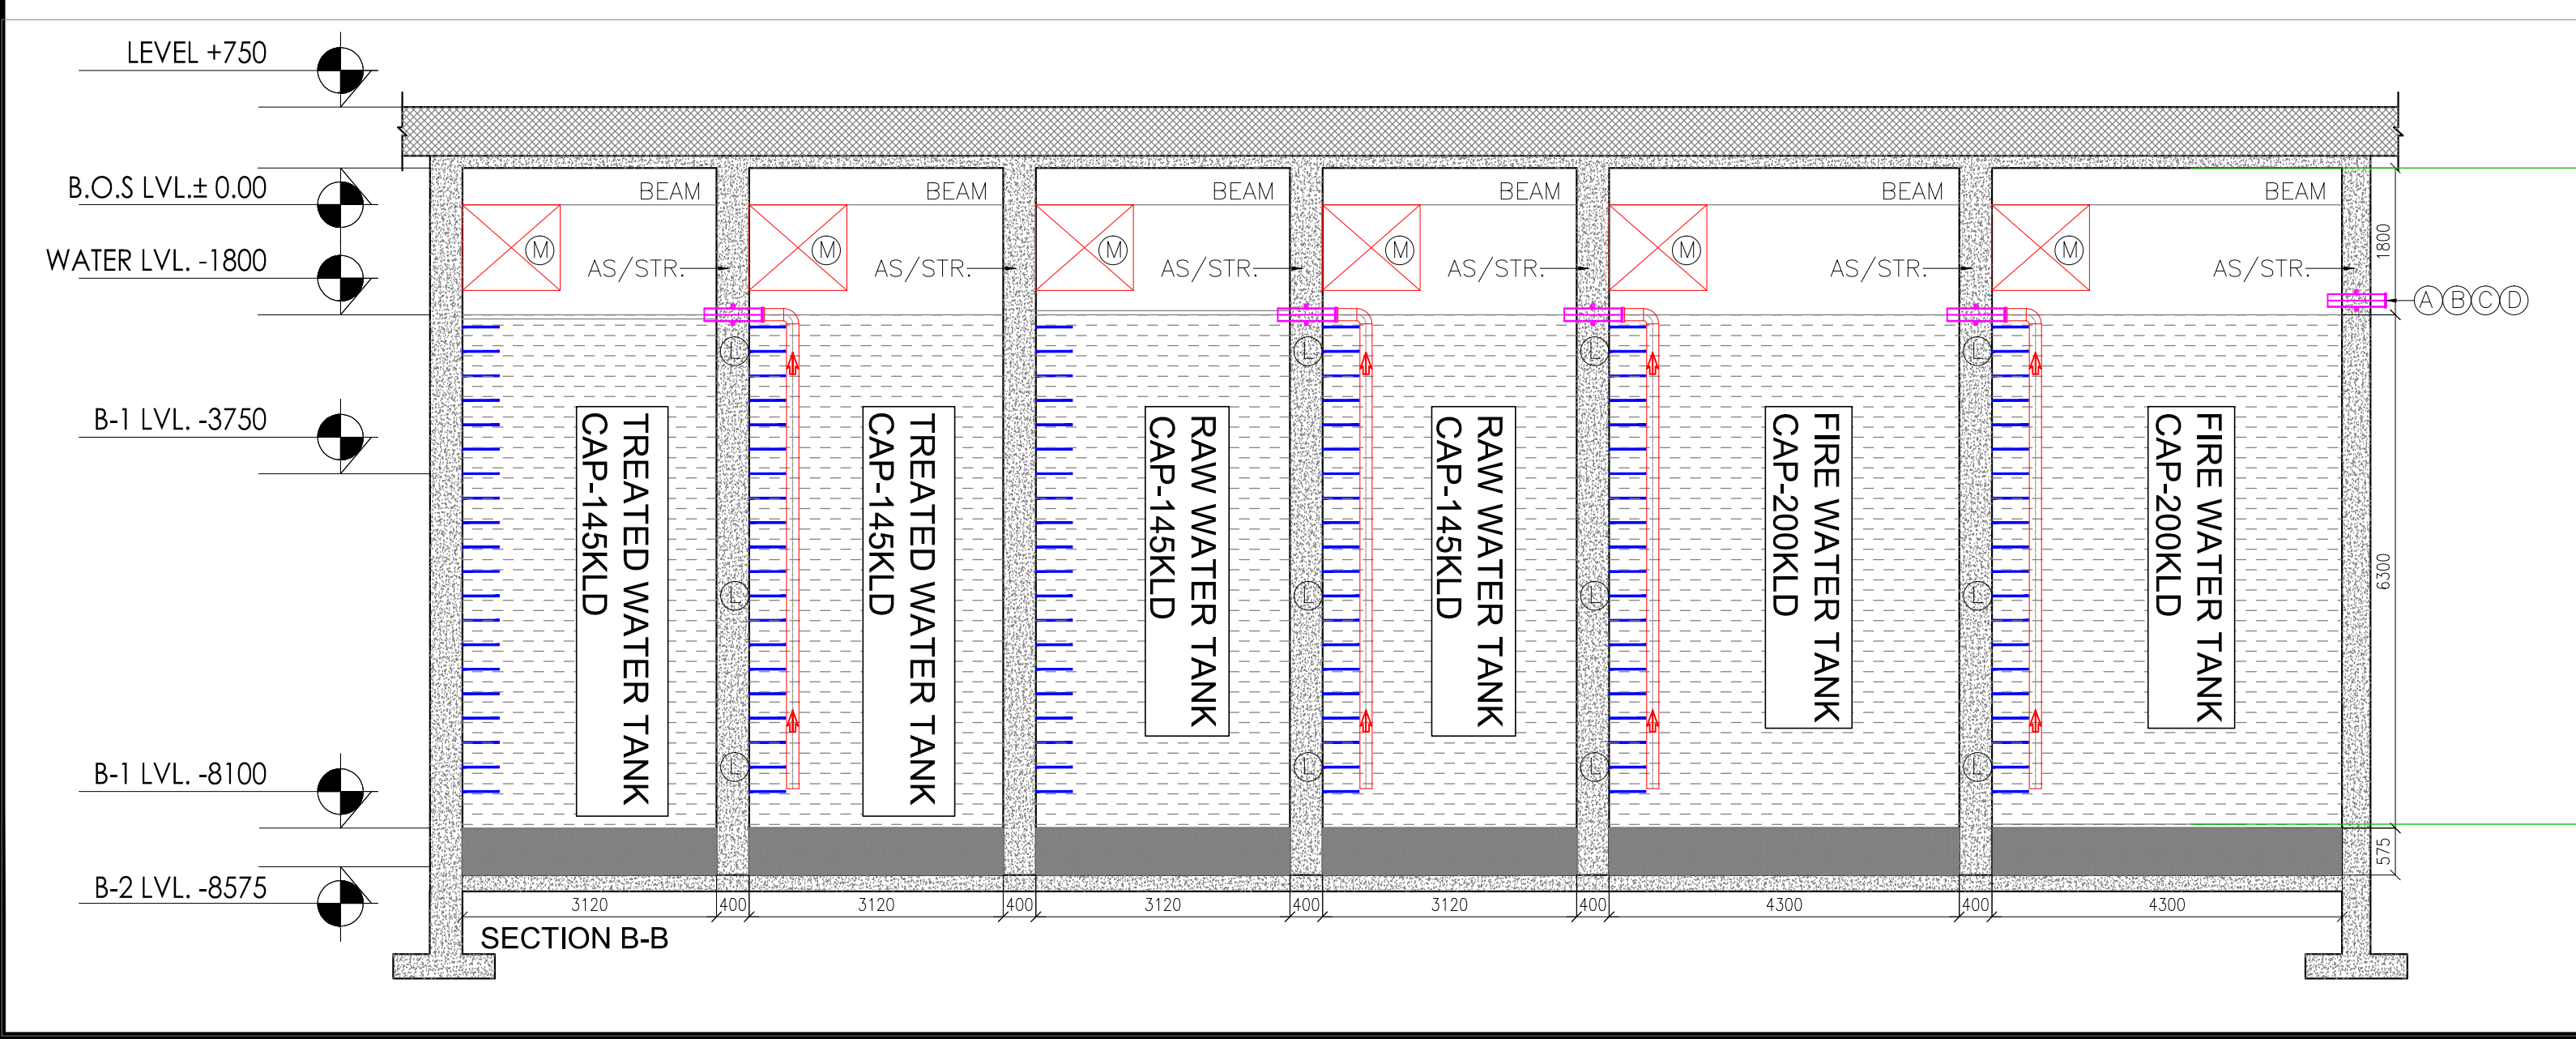 LEVEL +750
B.O.S LVL.± 0.00
WATER LVL. -1800
B-1 LVL. -3750
B-1 LVL. -8100
B-2 LVL. -8575
BEAM
BEAM
BEAM
BEAM
BEAM
BEAM
M
M
M
M
M
M
AS/STR.
AS/STR.
AS/STR.
AS/STR.
AS/STR.
AS/STR.
1800
A B C D
L
L
L
L
TREATED WATER TANK
CAP-145KLD
TREATED WATER TANK
CAP-145KLD
RAW WATER TANK
CAP-145KLD
RAW WATER TANK
CAP-145KLD
FIRE WATER TANK
CAP-200KLD
FIRE WATER TANK
CAP-200KLD
6300
L
L
L
L
L
L
L
L
575
3120 400 3120 400 3120 400 3120 400 4300 400 4300
SECTION B-B